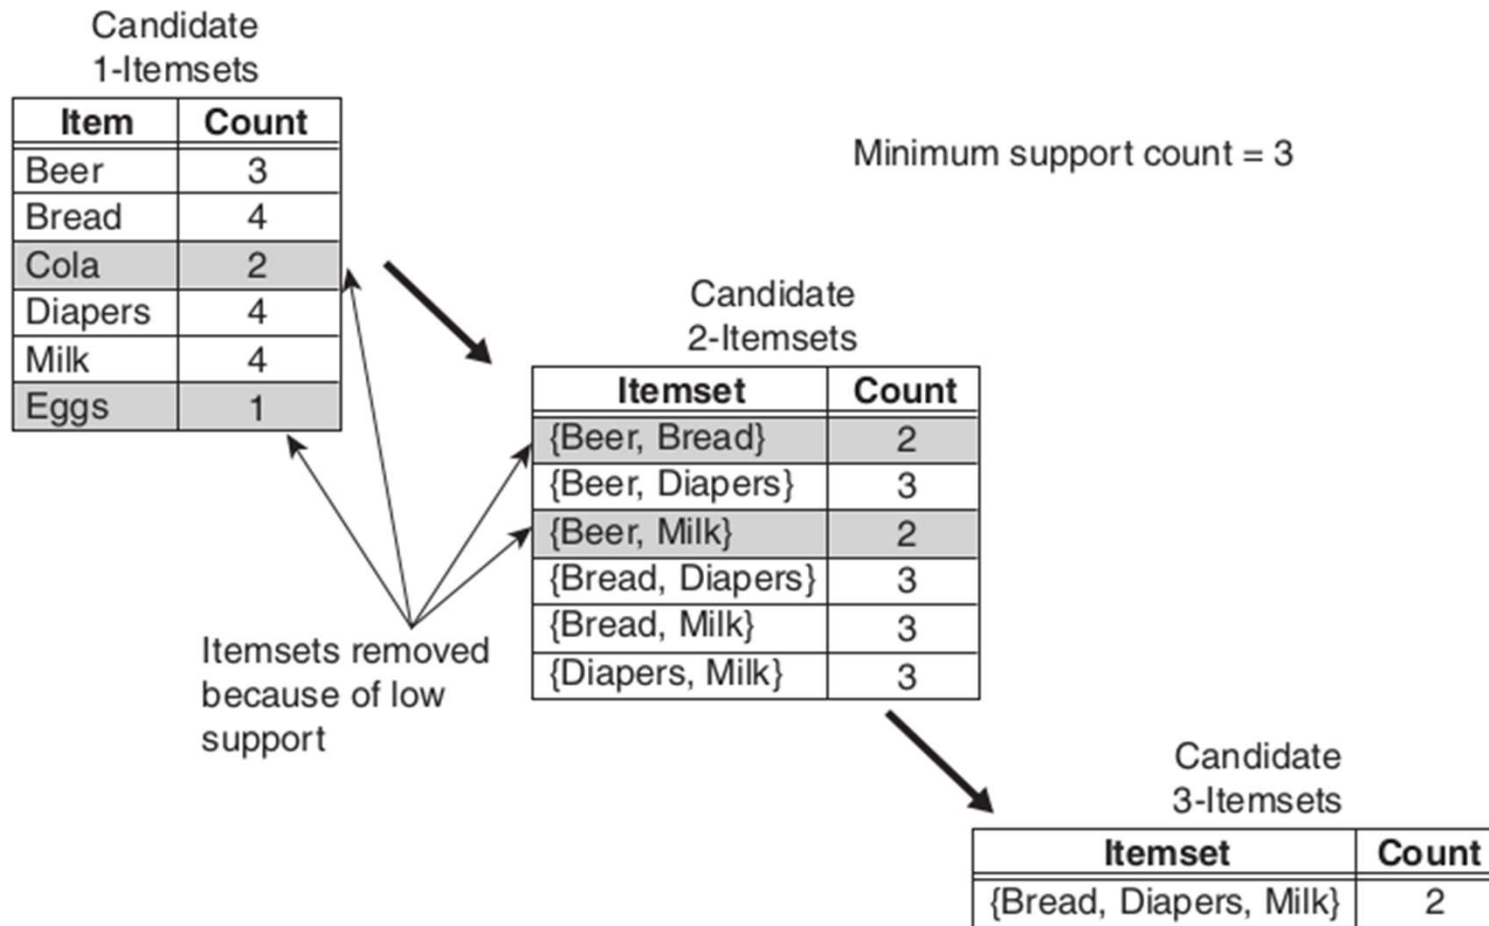 Candidate
1-Itemsets
Item Count
Beer 3
Bread 4
Cola 2
Diapers 4
Milk 4
Eggs 1
Minimum support count = 3
Candidate
2-Itemsets
Itemset Count
{Beer, Bread} 2
{Beer, Diapers} 3
{Beer, Milk} 2
{Bread, Diapers} 3
{Bread, Milk} 3
{Diapers, Milk} 3
Itemsets removed
because of low
support
Candidate
3-Itemsets
Itemset Count
{Bread, Diapers, Milk} 2